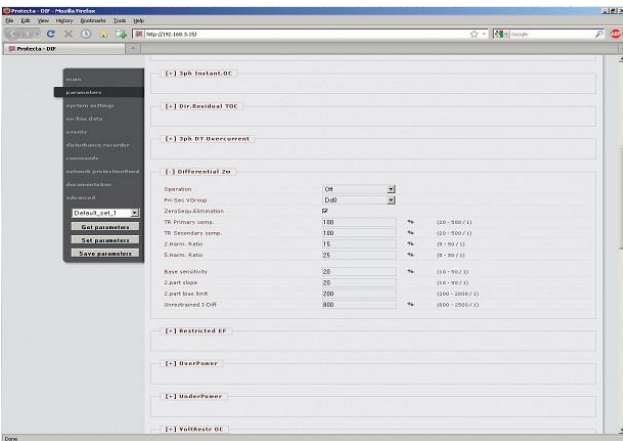 Protecta - DIF - Mozilla Firefox
File Edit View History Bookmarks Tools Help
http://192.168.3.19/
Google
Protecta - DIF
main
parameters
system settings
on-line data
events
disturbance recorder
commands
network protection/bond
documentation
advanced
Default_set_1
Get parameters
Set parameters
Save parameters
[+] 3ph Instant.OC
[+] Dir.Residual TOC
[+] 3ph DT Overcurrent
[-] Differential 2w
Operation Off
Pri-Sec VGroup Dd0
ZeroSequ.Elimination
TR Primary comp. 100 % (20 - 500 / 1)
TR Secondary comp. 100 % (20 - 500 / 1)
2.Harm. Ratio 15 % (5 - 50 / 1)
5.Harm. Ratio 25 % (5 - 50 / 1)
Base sensitivity 20 % (10 - 50 / 1)
2.part slope 20 (10 - 50 / 1)
2.part bias limit 200 (200 - 2000 / 1)
Unrestrained I-Diff 800 % (800 - 2500 / 1)
[+] Restricted EF
[+] OverPower
[+] UnderPower
[+] VoltRestr OC
Done